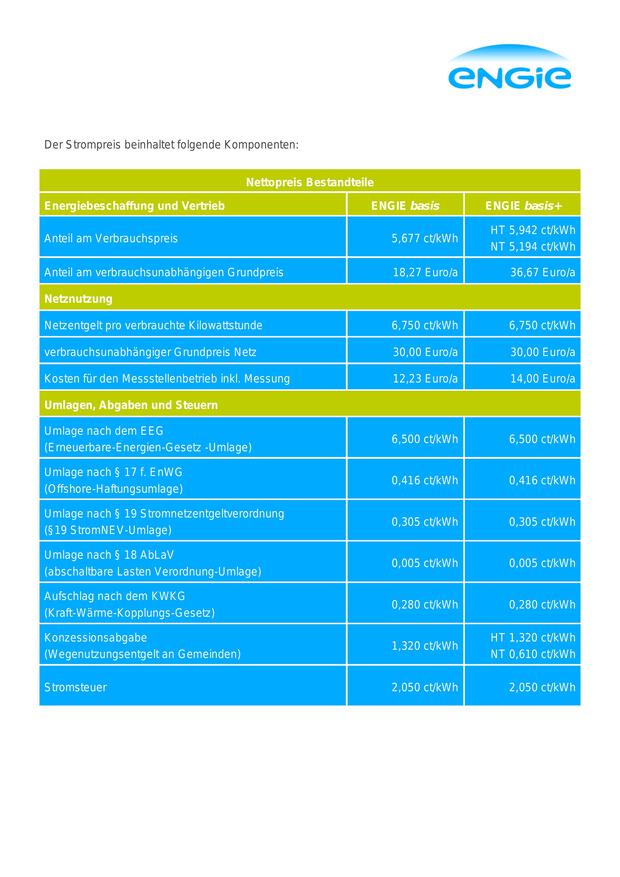 ENGIE
Der Strompreis beinhaltet folgende Komponenten:
Nettopreis Bestandteile
Energiebeschaffung und Vertrieb ENGIE basis ENGIE basis+
Anteil am Verbrauchspreis 5,677 ct/kWh HT 5,942 ct/kWh
NT 5,194 ct/kWh
Anteil am verbrauchsunabhängigen Grundpreis 18,27 Euro/a 36,67 Euro/a
Netznutzung
Netzentgelt pro verbrauchte Kilowattstunde 6,750 ct/kWh 6,750 ct/kWh
verbrauchsunabhängiger Grundpreis Netz 30,00 Euro/a 30,00 Euro/a
Kosten für den Messstellenbetrieb inkl. Messung 12,23 Euro/a 14,00 Euro/a
Umlagen, Abgaben und Steuern
Umlage nach dem EEG
(Erneuerbare-Energien-Gesetz -Umlage) 6,500 ct/kWh 6,500 ct/kWh
Umlage nach § 17 f. EnWG
(Offshore-Haftungsumlage) 0,416 ct/kWh 0,416 ct/kWh
Umlage nach § 19 Stromnetzentgeltverordnung
(§19 StromNEV-Umlage) 0,305 ct/kWh 0,305 ct/kWh
Umlage nach § 18 AbLaV
(abschaltbare Lasten Verordnung-Umlage) 0,005 ct/kWh 0,005 ct/kWh
Aufschlag nach dem KWKG
(Kraft-Wärme-Kopplungs-Gesetz) 0,280 ct/kWh 0,280 ct/kWh
Konzessionsabgabe
(Wegenutzungsentgelt an Gemeinden) 1,320 ct/kWh HT 1,320 ct/kWh
NT 0,610 ct/kWh
Stromsteuer 2,050 ct/kWh 2,050 ct/kWh